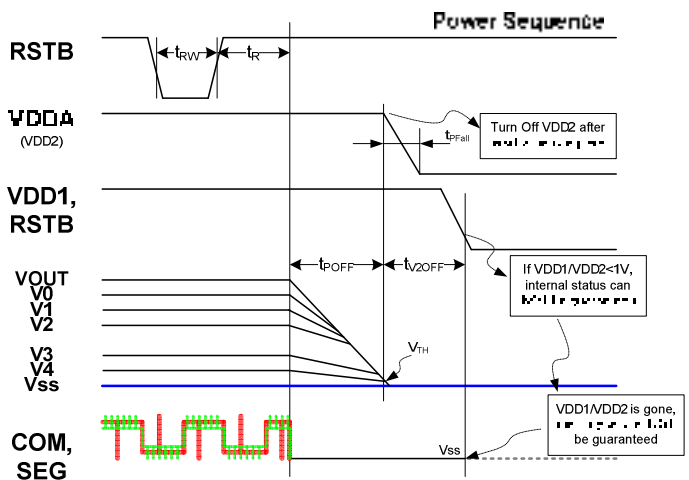 Power Sequence
RSTB
tRW
tR
VDDA
(VDD2)
tPFall
Turn Off VDD2 after
VDD1,
RSTB
tPOFF
tV2OFF
If VDD1/VDD2<1V,
internal status can
VOUT
V0
V1
V2
V3
V4
Vss
VTH
VDD1/VDD2 is gone,
be guaranteed
COM,
SEG
Vss